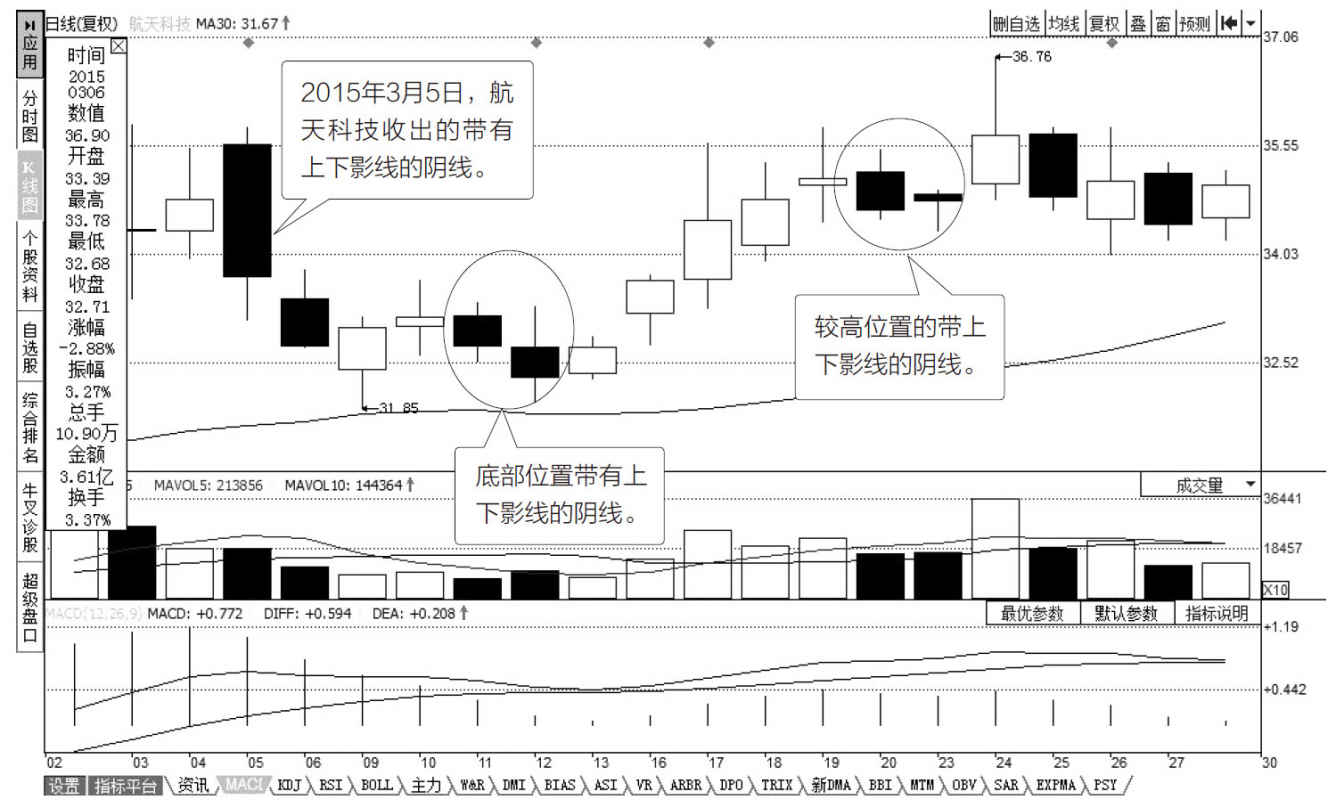 日线(复权) 航天科技 MA30: 31.67↑
删自选 均线 复权 叠 窗 预测
应用
分时图
K线图
个股资料
自选股
综合排名
牛叉诊股
超级盘口
时间
2015
0306
数值
36.90
开盘
33.39
最高
33.78
最低
32.68
收盘
32.71
涨幅
-2.88%
振幅
3.27%
总手
10.90万
金额
3.61亿
换手
3.37%
2015年3月5日，航
天科技收出的带有
上下影线的阴线。
36.76
37.06
35.55
34.03
32.52
较高位置的带上
下影线的阴线。
31.85
底部位置带有上
下影线的阴线。
5 MAVOL5: 213856 MAVOL10: 144364↑
成交量
36441
18457
X10
MACD(12,26,9) MACD: +0.772 DIFF: +0.594 DEA: +0.208↑
最优参数 默认参数 指标说明
+1.19
+0.442
02 03 04 05 06 09 10 11 12 13 16 17 18 19 20 23 24 25 26 27 30
设置 指标平台 资讯 MACD KDJ RSI BOLL 主力 W&R DMI BIAS ASI VR ARBR DPO TRIX 新DMA BBI MTM OBV SAR EXPMA PSY